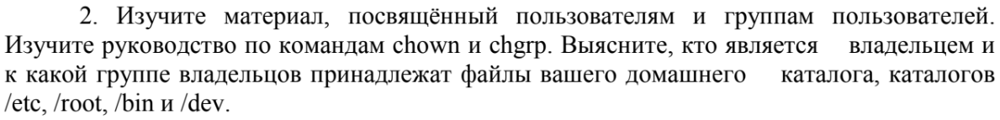 2. Изучите материал, посвящённый пользователям и группам пользователей.
Изучите руководство по командам chown и chgrp. Выясните, кто является владельцем и
к какой группе владельцов принадлежат файлы вашего домашнего каталога, каталогов
/etc, /root, /bin и /dev.